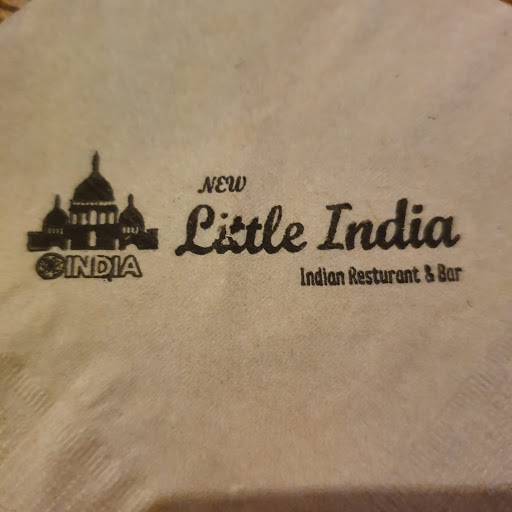 NEW
Little India
INDIA
Indian Resturant & Bar